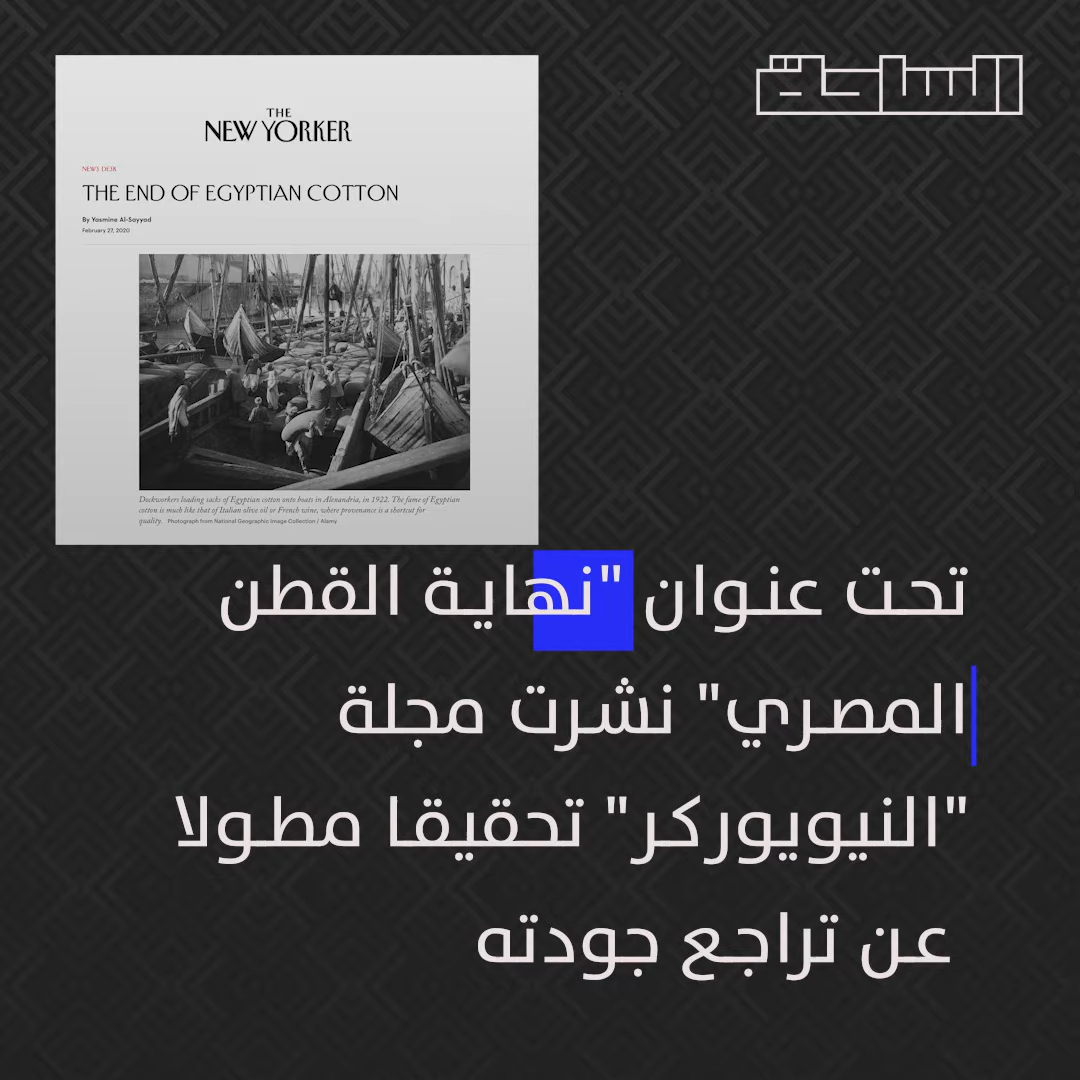 الساحة
THE
NEW YORKER
NEWS DESK
THE END OF EGYPTIAN COTTON
By Yasmine Al-Sayyad
February 27, 2020
Dockworkers loading sacks of Egyptian cotton onto boats in Alexandria, in 1922. The fame of Egyptian
cotton is much like that of Italian olive oil or French wine, where provenance is a shortcut for
quality. Photograph from National Geographic Image Collection / Alamy
تحت عنوان "نهاية القطن
المصري" نشرت مجلة
"النيويوركر" تحقيقا مطولا
عن تراجع جودته